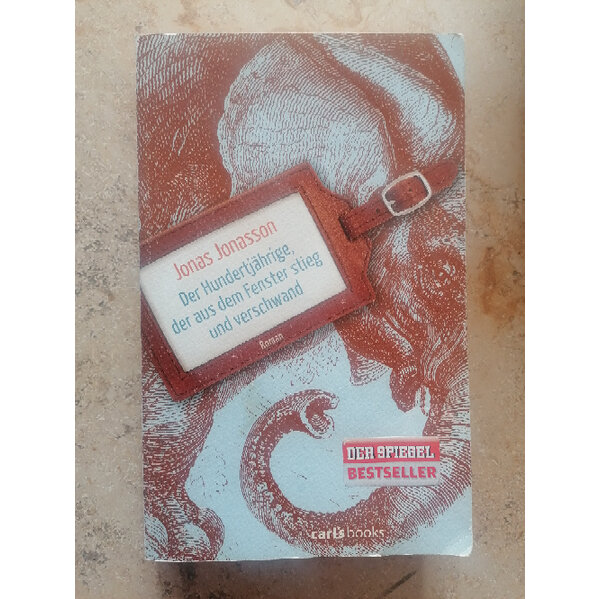 Jonas Jonasson
Der Hundertjährige,
der aus dem Fenster stieg
und verschwand
Roman
DER SPIEGEL
BESTSELLER
carl's books